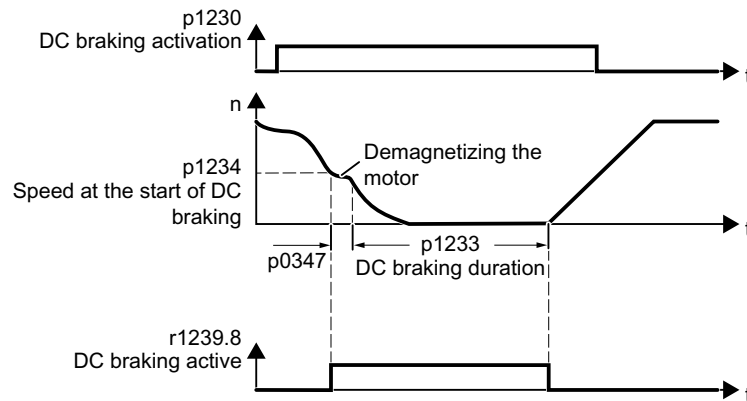 p1230
DC braking activation
t
n
p1234
Speed at the start of DC
braking
Demagnetizing the
motor
t
p0347
p1233
DC braking duration
r1239.8
DC braking active
t